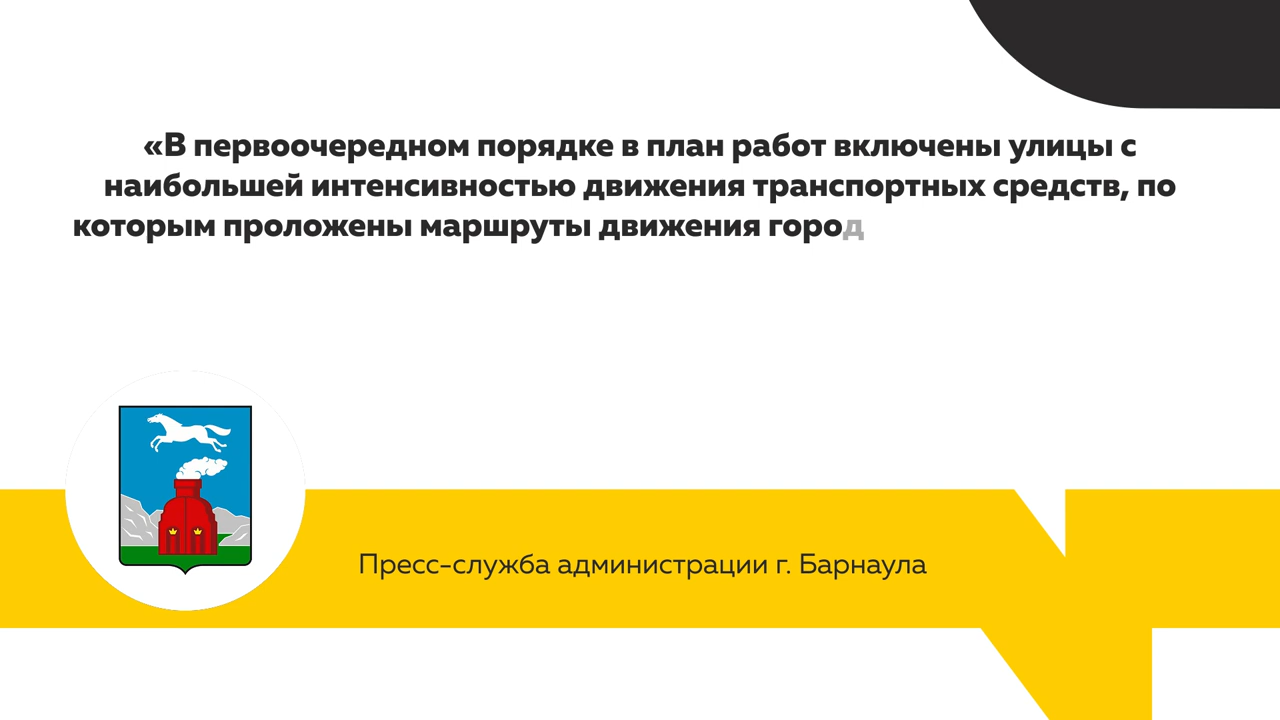 «В первоочередном порядке в план работ включены улицы с
наибольшей интенсивностью движения транспортных средств, по
которым проложены маршруты движения город
Пресс-служба администрации г. Барнаула